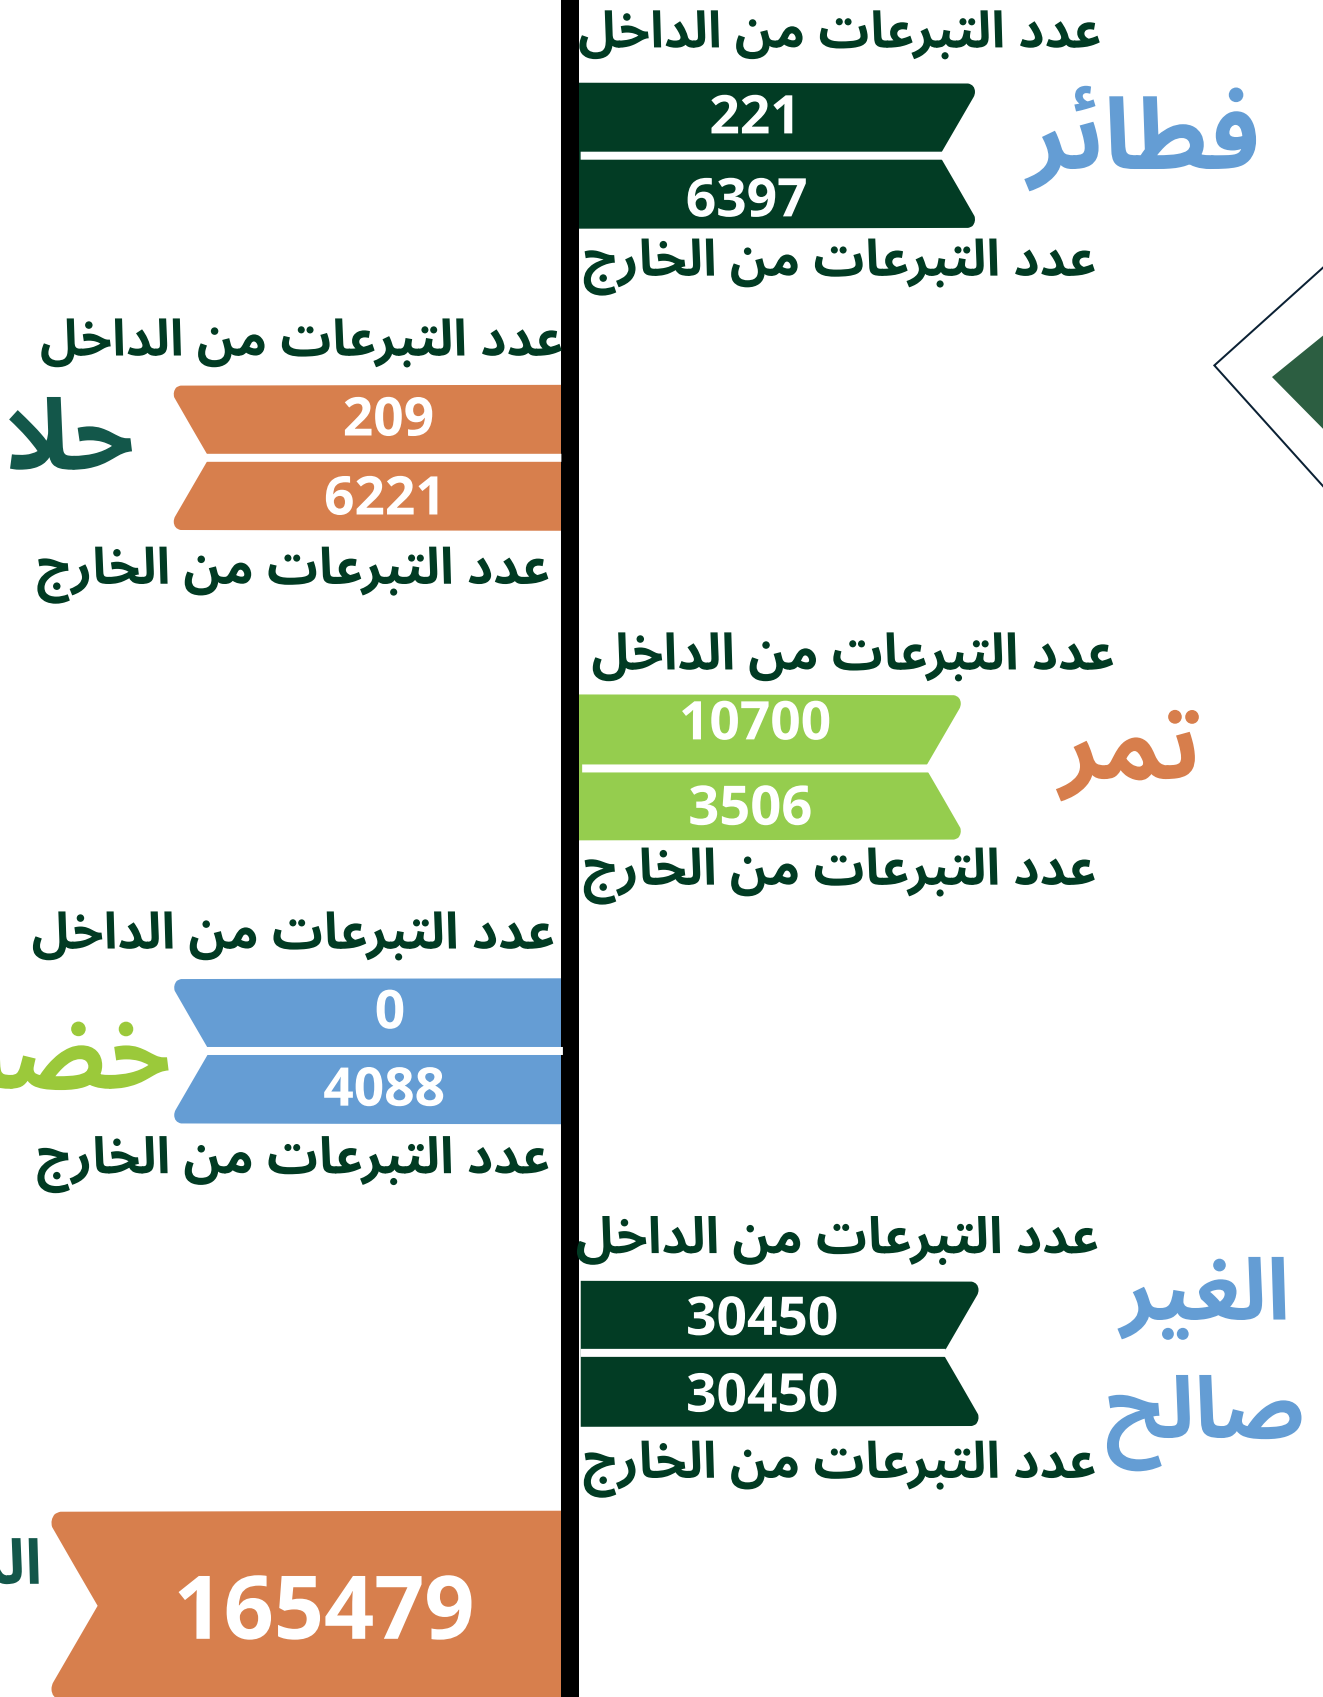 عدد التبرعات من الداخل
221
فطائر
6397
عدد التبرعات من الخارج
عدد التبرعات من الداخل
209
6221
عدد التبرعات من الخارج
عدد التبرعات من الداخل
10700
تمر
3506
عدد التبرعات من الخارج
عدد التبرعات من الداخل
0
4088
عدد التبرعات من الخارج
عدد التبرعات من الداخل
30450
الغير
صالح
30450
عدد التبرعات من الخارج
165479